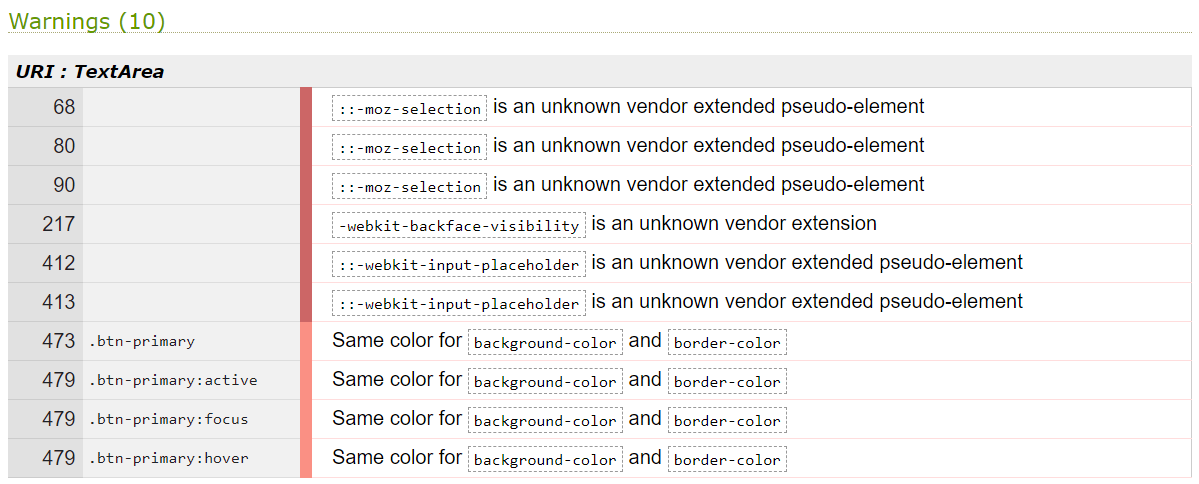 Warnings (10)
URI : TextArea
68 ::-moz-selection is an unknown vendor extended pseudo-element
80 ::-moz-selection is an unknown vendor extended pseudo-element
90 ::-moz-selection is an unknown vendor extended pseudo-element
217 -webkit-backface-visibility is an unknown vendor extension
412 ::-webkit-input-placeholder is an unknown vendor extended pseudo-element
413 ::-webkit-input-placeholder is an unknown vendor extended pseudo-element
473 .btn-primary Same color for background-color and border-color
479 .btn-primary:active Same color for background-color and border-color
479 .btn-primary:focus Same color for background-color and border-color
479 .btn-primary:hover Same color for background-color and border-color